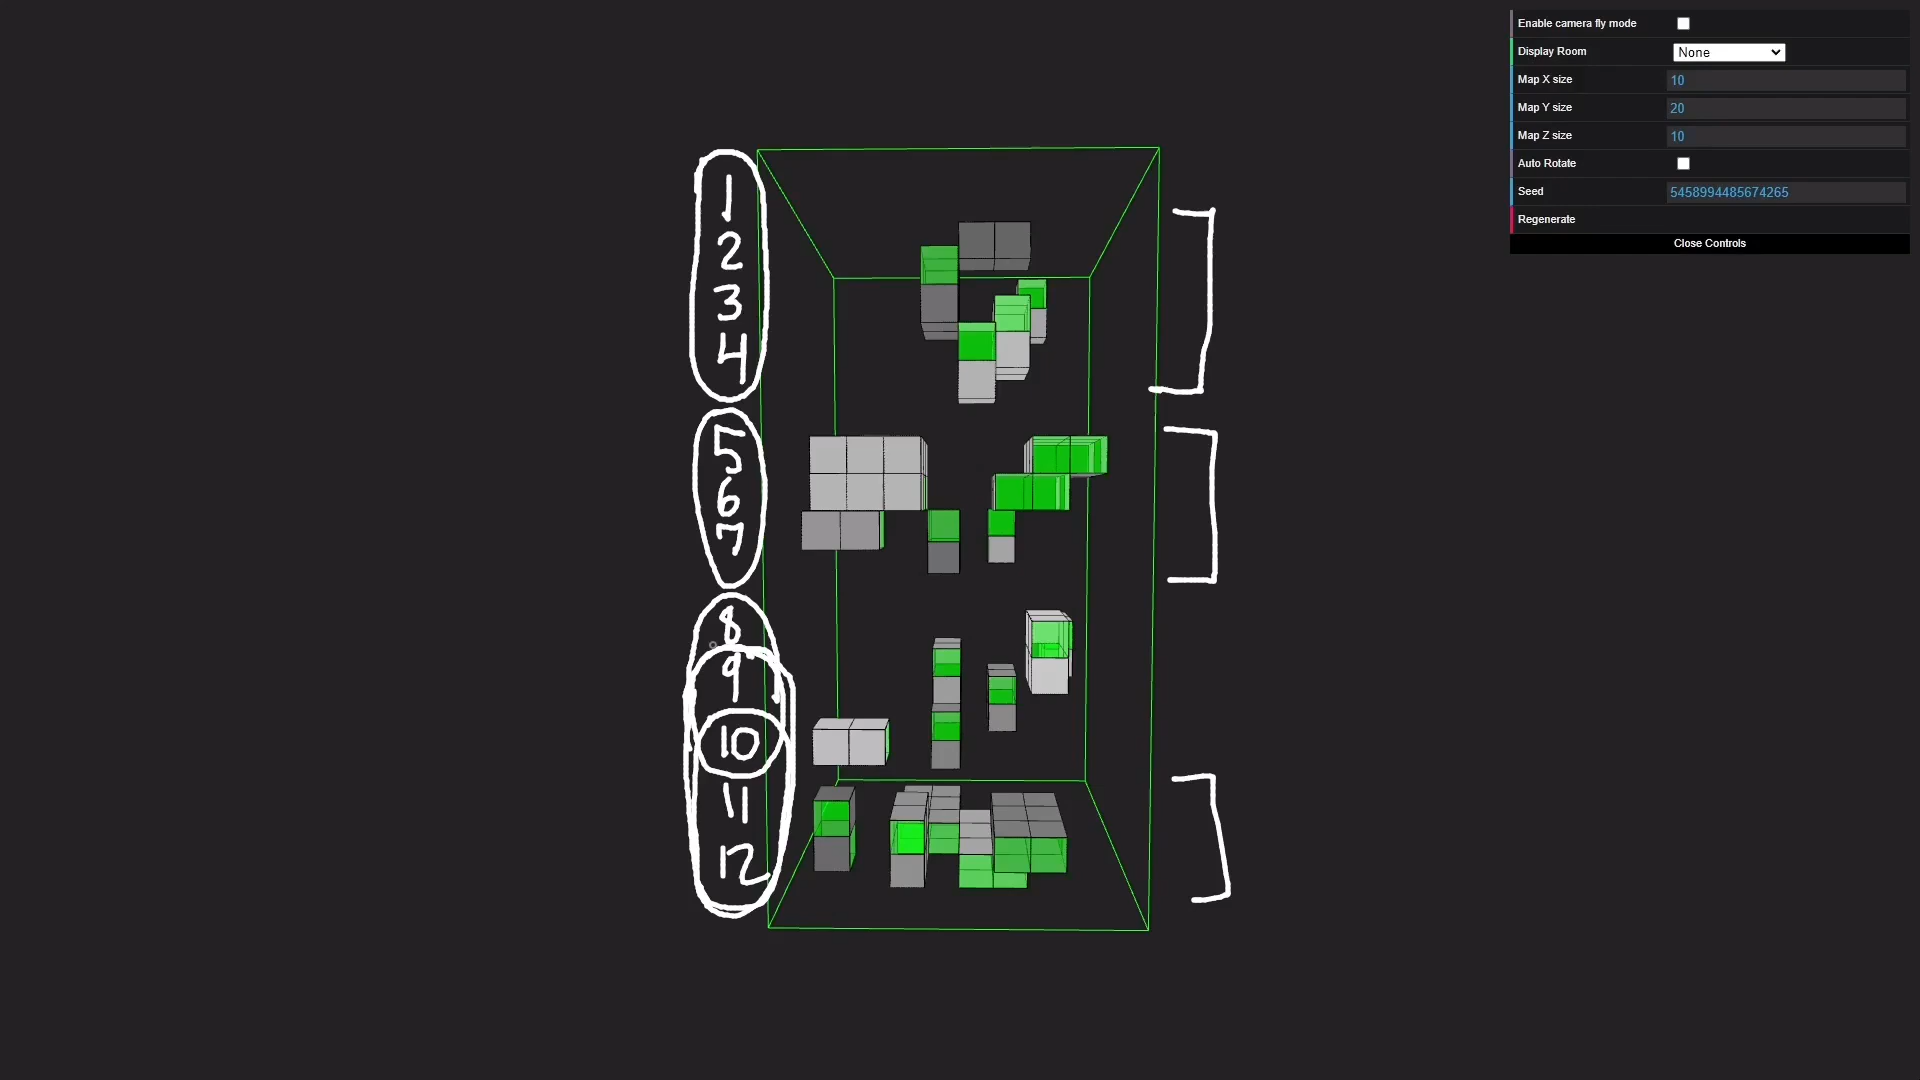 Enable camera fly mode
Display Room None
Map X size 10
Map Y size 20
Map Z size 10
Auto Rotate
Seed 5458994485674265
Regenerate
Close Controls
1
2
3
4
5
6
7
8
9
10
11
12